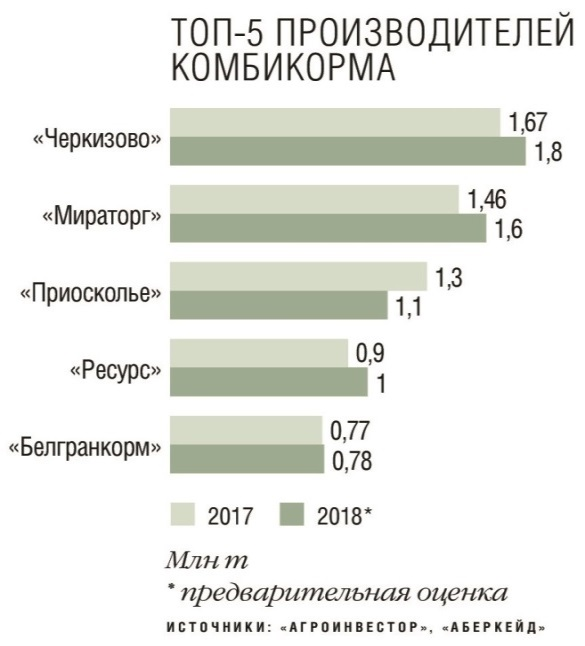 ТОП-5 ПРОИЗВОДИТЕЛЕЙ
КОМБИКОРМА
«Черкизово»
1,67
1,8
«Мираторг»
1,46
1,6
«Приосколье»
1,3
1,1
«Ресурс»
0,9
1
«Белгранкорм»
0,77
0,78
2017
2018*
Млн т
* предварительная оценка
ИСТОЧНИКИ: «АГРОИНВЕСТОР», «АБЕРКЕЙД»